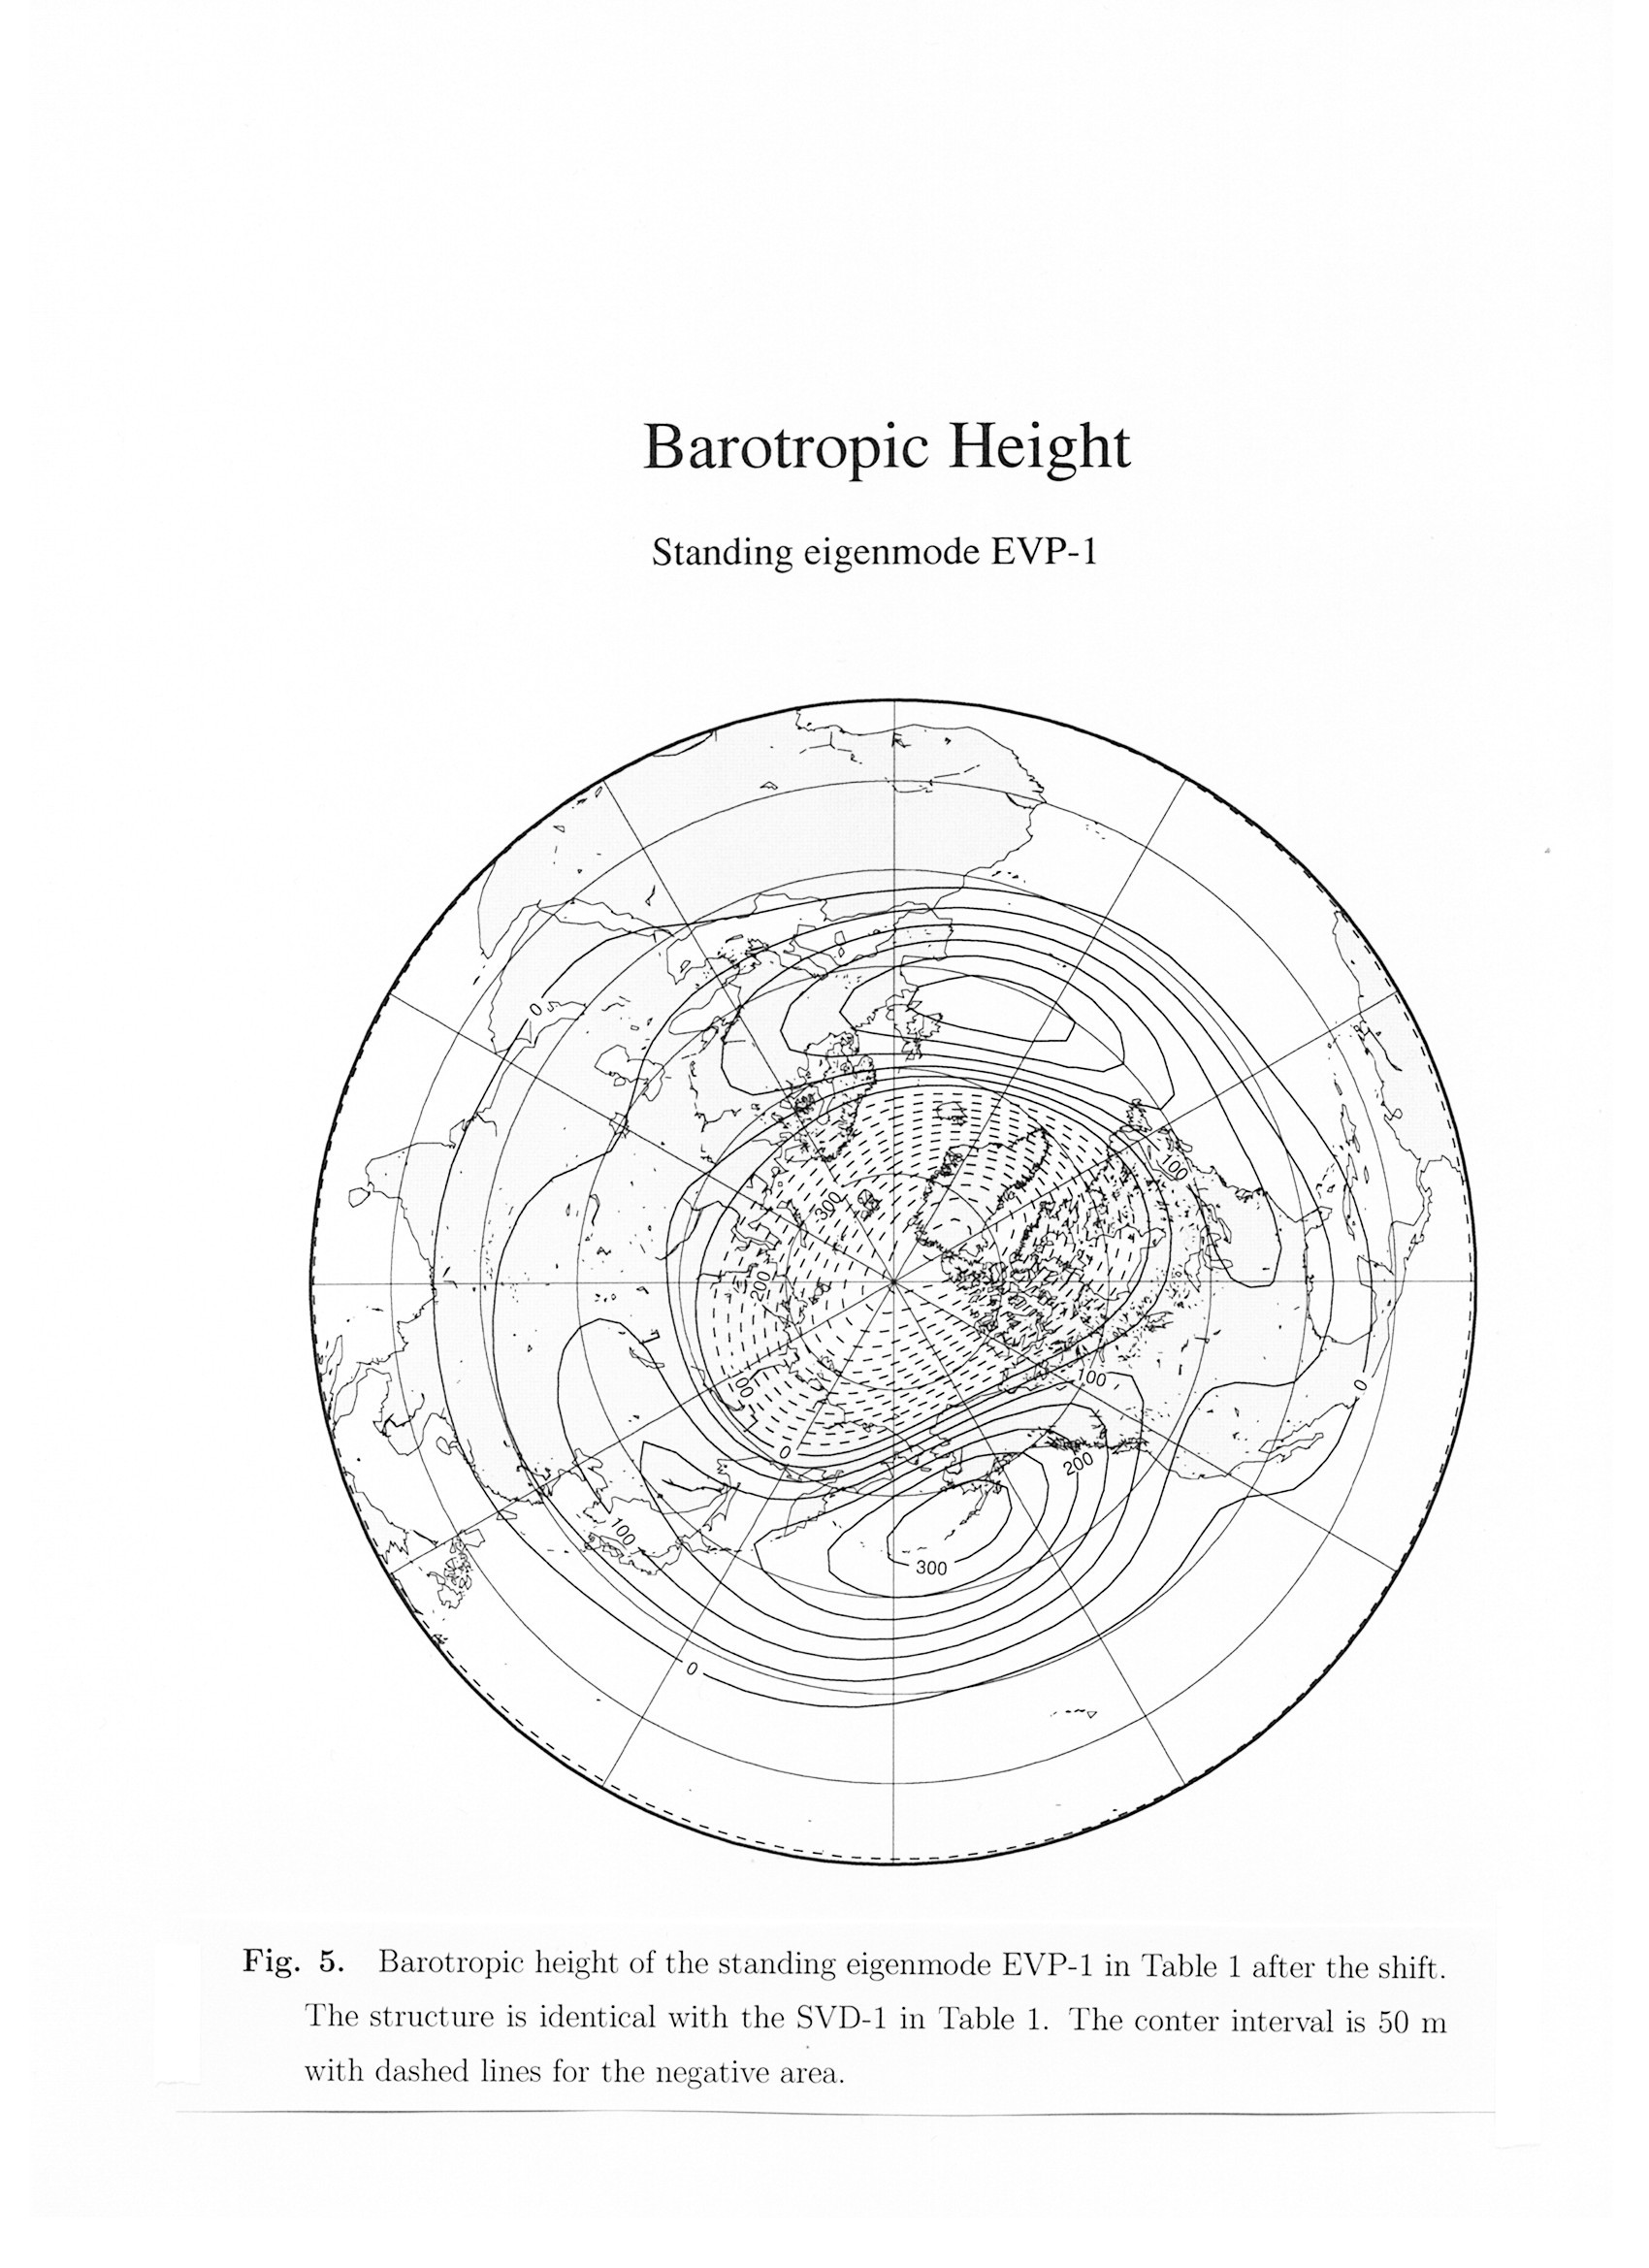 Barotropic Height
Standing eigenmode EVP-1
0
100
300
200
100
100
0
0
200
100
300
0
Fig. 5. Barotropic height of the standing eigenmode EVP-1 in Table 1 after the shift.
The structure is identical with the SVD-1 in Table 1. The conter interval is 50 m
with dashed lines for the negative area.